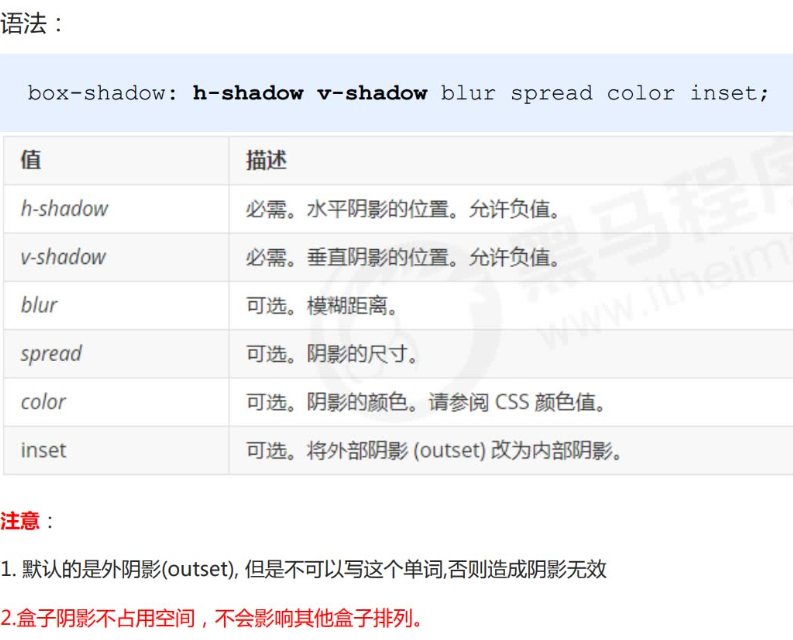 语法：
box-shadow: h-shadow v-shadow blur spread color inset;
值 描述
h-shadow 必需。水平阴影的位置。允许负值。
v-shadow 必需。垂直阴影的位置。允许负值。
blur 可选。模糊距离。
spread 可选。阴影的尺寸。
color 可选。阴影的颜色。请参阅 CSS 颜色值。
inset 可选。将外部阴影 (outset) 改为内部阴影。
注意：
1. 默认的是外阴影(outset), 但是不可以写这个单词,否则造成阴影无效
2.盒子阴影不占用空间，不会影响其他盒子排列。
黑马程序
www.itheim